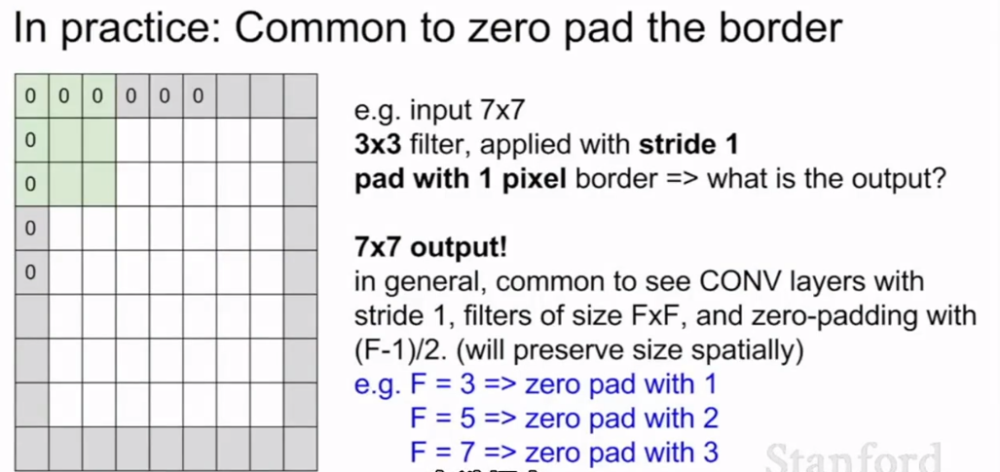 In practice: Common to zero pad the border
0 0 0 0 0 0
0
0
0
0
e.g. input 7x7
3x3 filter, applied with stride 1
pad with 1 pixel border => what is the output?
7x7 output!
in general, common to see CONV layers with
stride 1, filters of size FxF, and zero-padding with
(F-1)/2. (will preserve size spatially)
e.g. F = 3 => zero pad with 1
F = 5 => zero pad with 2
F = 7 => zero pad with 3
Stanford